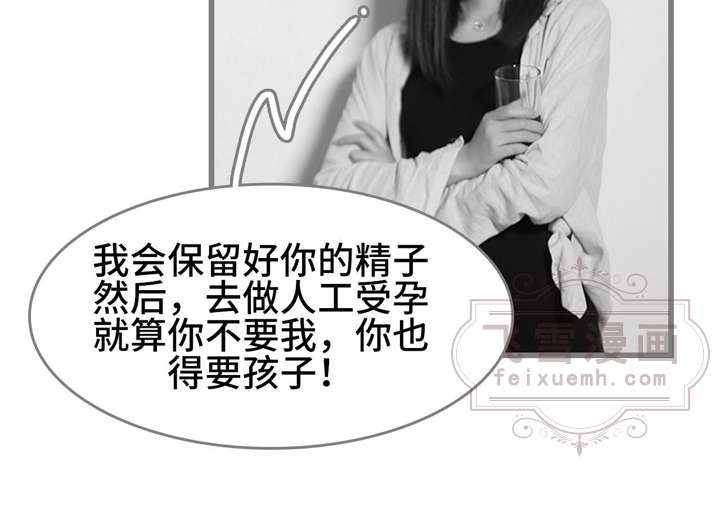 我会保留好你的精子
然后，去做人工受孕
就算你不要我，你也
得要孩子！
飞雪漫画
feixuemh.com